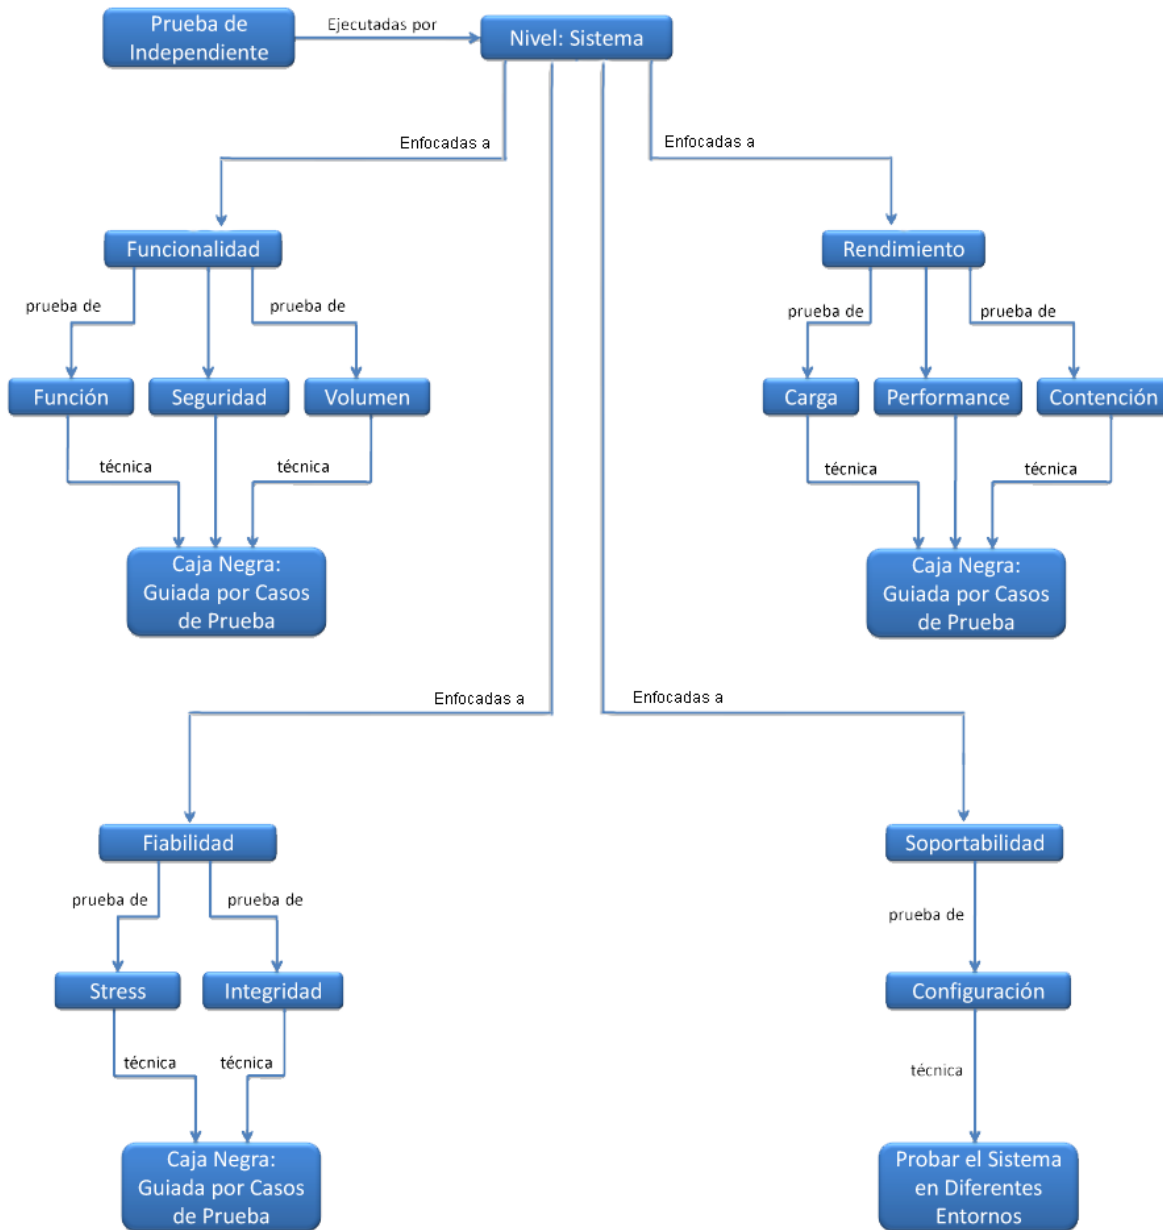 Prueba de
Independiente
Ejecutadas por
Nivel: Sistema
Enfocadas a
Enfocadas a
Funcionalidad
Rendimiento
prueba de
prueba de
prueba de
prueba de
Función
Seguridad
Volumen
Carga
Performance
Contención
técnica
técnica
técnica
técnica
Caja Negra:
Guiada por Casos
de Prueba
Caja Negra:
Guiada por Casos
de Prueba
Enfocadas a
Enfocadas a
Fiabilidad
Soportabilidad
prueba de
prueba de
prueba de
Stress
Integridad
Configuración
técnica
técnica
técnica
Caja Negra:
Guiada por Casos
de Prueba
Probar el Sistema
en Diferentes
Entornos